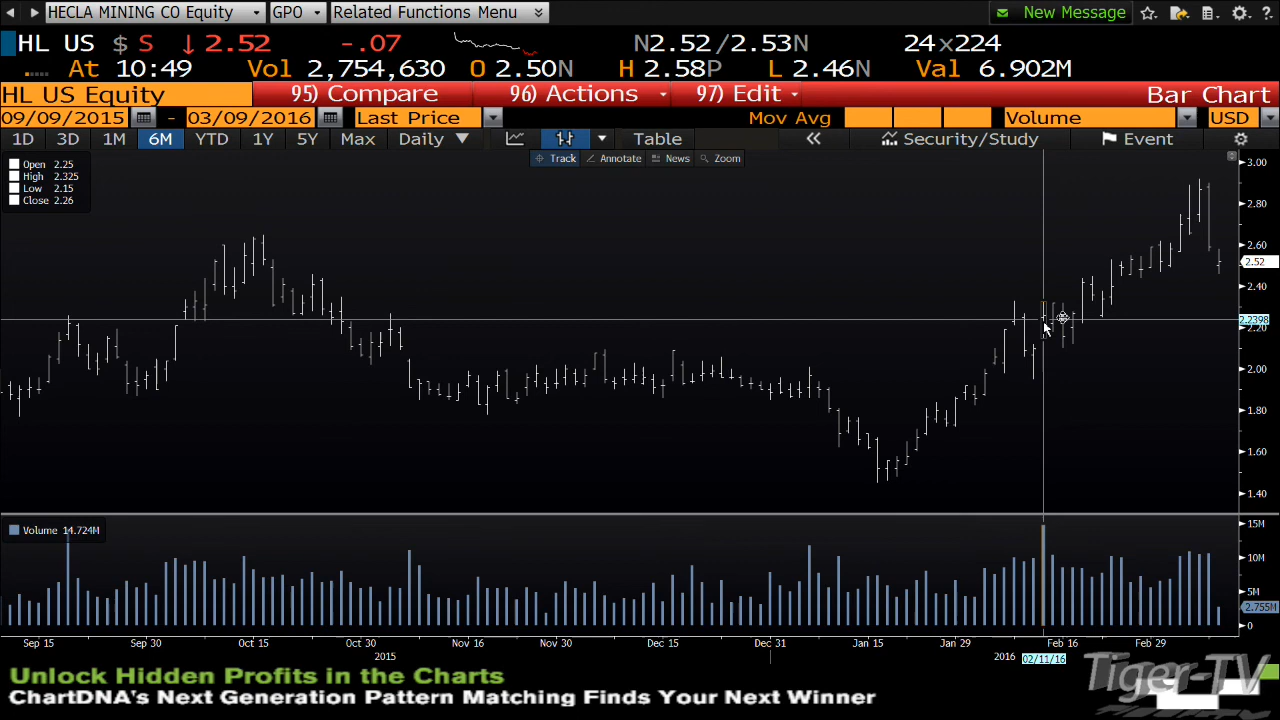 HECLA MINING CO Equity GPO Related Functions Menu New Message
HL US $ S ↓ 2.52 -.07 N2.52/2.53N 24x224
At 10:49 Vol 2,754,630 O 2.50N H 2.58P L 2.46N Val 6.902M
HL US Equity 95) Compare 96) Actions 97) Edit Bar Chart
09/09/2015 - 03/09/2016 Last Price Mov Avg Volume USD
1D 3D 1M 6M YTD 1Y 5Y Max Daily Table Security/Study Event
Track Annotate News Zoom
Open 2.25
High 2.325
Low 2.15
Close 2.26
3.00
2.80
2.60
2.52
2.40
2.2398
2.20
2.00
1.80
1.60
1.40
Volume 14.724M
15M
10M
5M
2.755M
0
Sep 15 Sep 30 Oct 15 Oct 30 Nov 16 Nov 30 Dec 15 Dec 31 Jan 15 Jan 29 Feb 16 Feb 29
2015 2016 02/11/16
Unlock Hidden Profits in the Charts
ChartDNA's Next Generation Pattern Matching Finds Your Next Winner
Tiger-TV